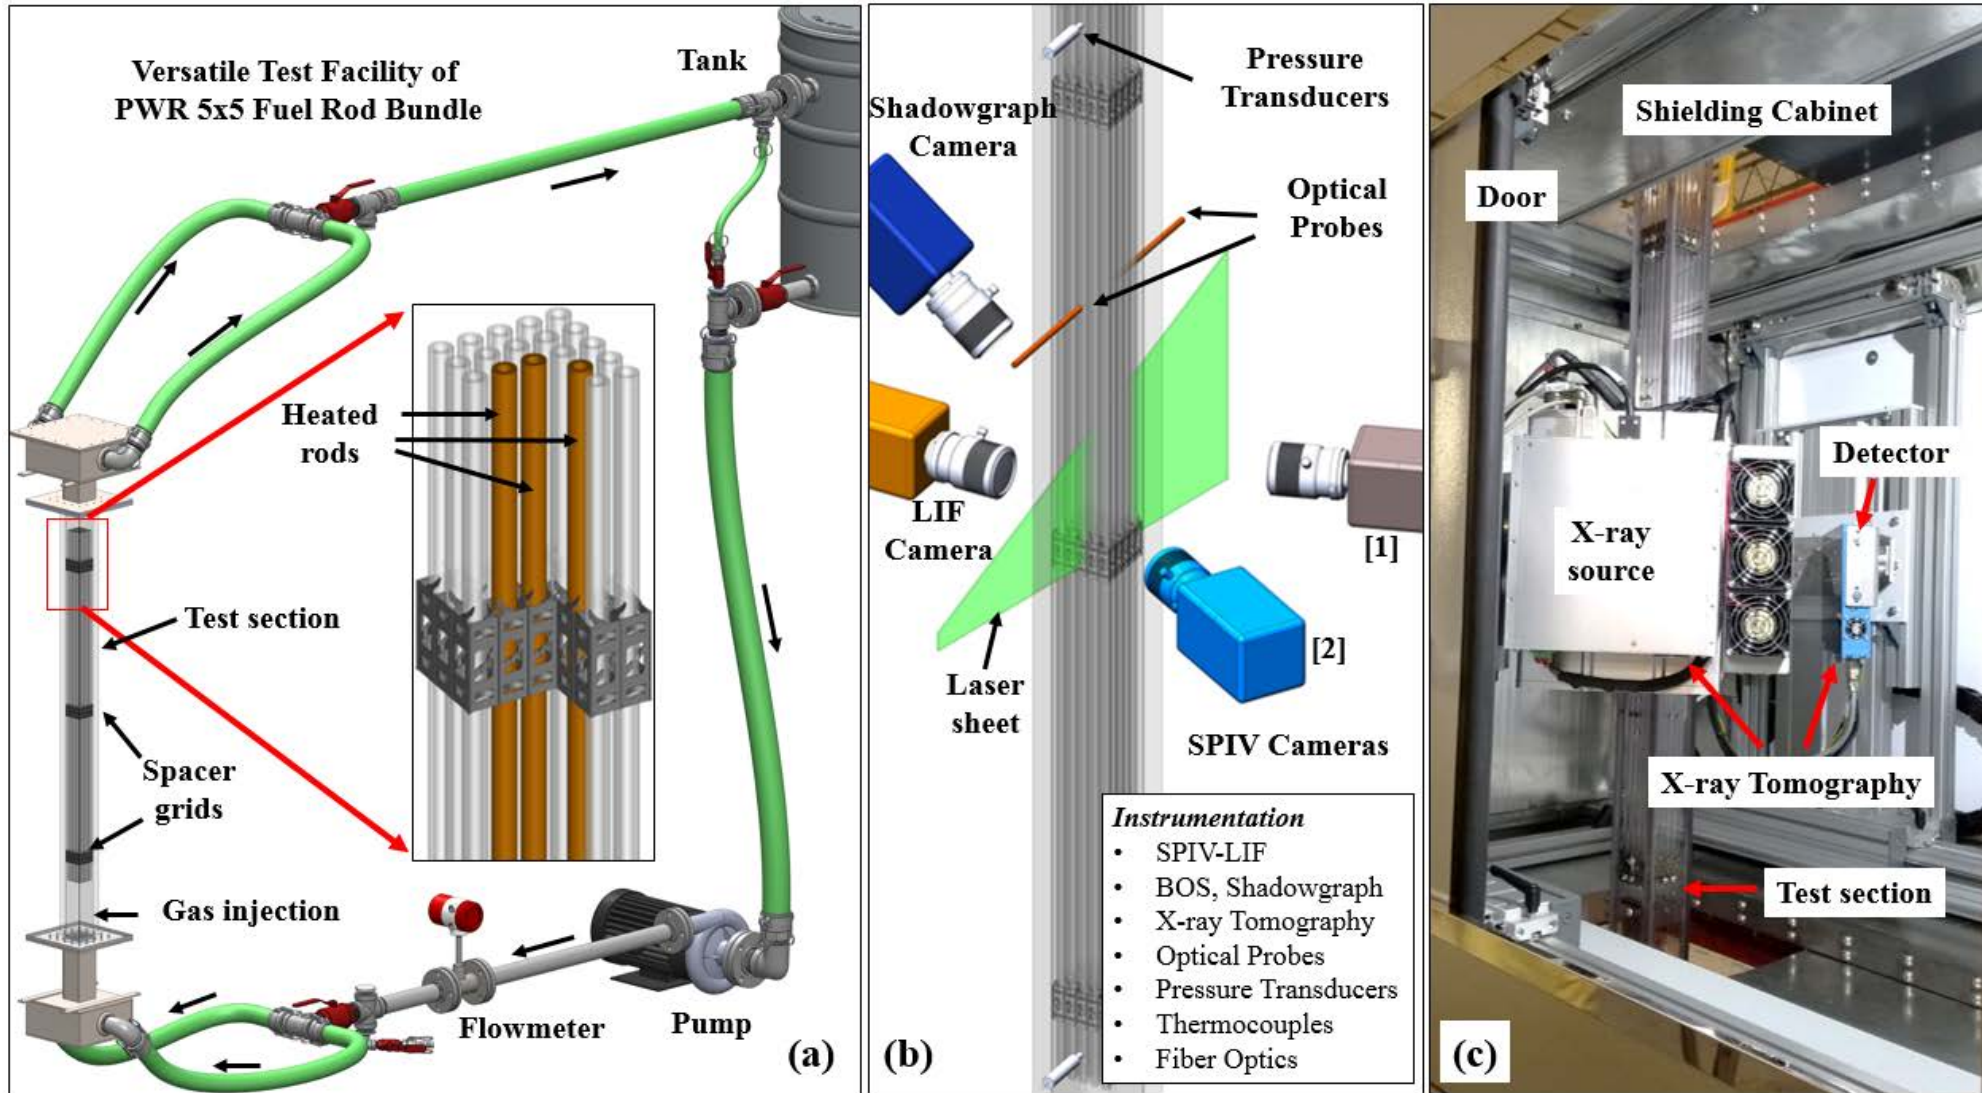 Versatile Test Facility of
PWR 5x5 Fuel Rod Bundle
Tank
Heated
rods
Test section
Spacer
grids
Gas injection
Flowmeter
Pump
(a)
Pressure
Transducers
Shadowgraph
Camera
Optical
Probes
LIF
Camera
[1]
[2]
Laser
sheet
SPIV Cameras
Instrumentation
• SPIV-LIF
• BOS, Shadowgraph
• X-ray Tomography
• Optical Probes
• Pressure Transducers
• Thermocouples
• Fiber Optics
(b)
Shielding Cabinet
Door
Detector
X-ray
source
X-ray Tomography
Test section
(c)